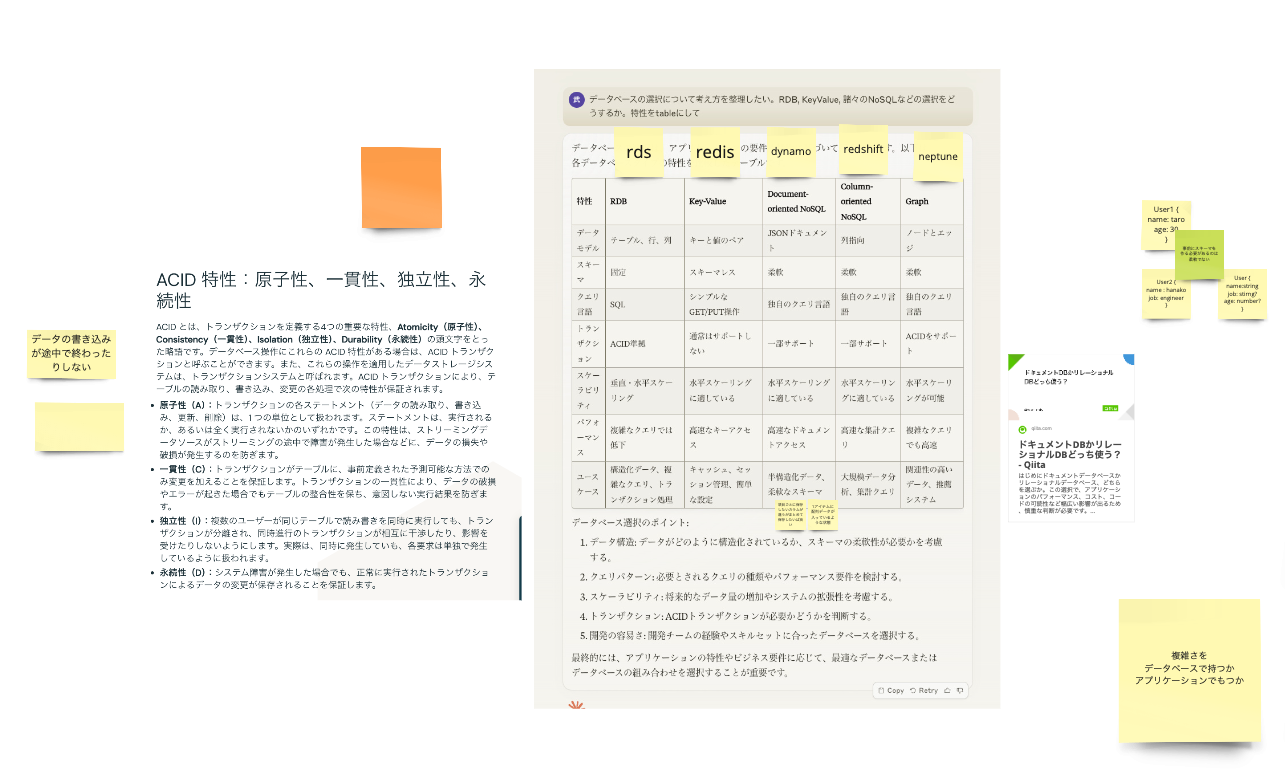 データの書き込み
が途中で終わった
りしない
ACID 特性：原子性、一貫性、独立性、永
続性
ACID とは、トランザクションを定義する4つの重要な特性、Atomicity（原子性）、
Consistency（一貫性）、Isolation（独立性）、Durability（永続性）の頭文字をとっ
た略語です。データベース操作にこれらの ACID 特性がある場合は、ACID トランザク
ションと呼ぶことができます。また、これらの操作を適用したデータストレージシス
テムは、トランザクションシステムと呼ばれます。ACID トランザクションにより、テ
ーブルの読み取り、書き込み、変更の各処理で次の特性が保証されます。
• 原子性（A）：トランザクションの各ステートメント（データの読み取り、書き込
み、更新、削除）は、1つの単位として扱われます。ステートメントは、実行される
か、あるいは全く実行されないかのいずれかです。この特性は、ストリーミングデ
ータソースがストリーミングの途中で障害が発生した場合などに、データの損失や
破損が発生するのを防ぎます。
• 一貫性（C）：トランザクションがテーブルに、事前定義された予測可能な方法での
み変更を加えることを保証します。トランザクションの一貫性により、データの破損
やエラーが起きた場合でもテーブルの整合性効果も、意図しない実行結果を防ぎま
す。
• 独立性（I）：複数のユーザーが同じテーブルで読み書きを同時に実行しても、トラン
ザクションが分離され、同時進行のトランザクションが相互に干渉したり、影響を
受けたりしないようにします。実際は、同時に発生していも、各要求は単独で発生
しているように扱われます。
• 永続性（D）：システム障害が発生した場合でも、正常に実行されたトランザクショ
ンによるデータの変更が保存されることを保証します。
武
データベースの選択について考え方を整理したい。RDB, KeyValue, 諸々のNoSQLなどの選択をど
うするか。特性をtableにして
rds
redis
dynamo
redshift
neptune
データベー アプリ の要件 づいて す。以下
各データベ の特性を ーブル
特性 RDB Key-Value Document-oriented NoSQL Column-oriented NoSQL Graph
データモデル テーブル、行、列 キーと値のペア JSONドキュメント 列指向 ノードとエッジ
スキーマ 固定 スキーマレス 柔軟 柔軟 柔軟
クエリ言語 SQL シンプルなGET/PUT操作 独自のクエリ言語 独自のクエリ言語 独自のクエリ言語
トランザクション ACID準拠 通常はサポートしない 一部サポート 一部サポート ACIDをサポート
スケーラビリティ 垂直・水平スケーリング 水平スケーリングに適している 水平スケーリングに適している 水平スケーリングに適している 水平スケーリングが可能
パフォーマンス 複雑なクエリでは低下 高速なキーアクセス 高速なドキュメントアクセス 高速な集計クエリ 複雑なクエリでも高速
ユースケース 構造化データ、複雑なクエリ、トランザクション処理 キャッシュ、セッション管理、簡単な設定 半構造化データ、柔軟なスキーマ 大規模データ分析、集計クエリ 関連性の高いデータ、推薦システム
データベース選択のポイント:
1. データ構造: データがどのように構造化されているか、スキーマの柔軟性が必要かを考慮
する。
2. クエリパターン: 必要とされるクエリの種類やパフォーマンス要件を検討する。
3. スケーラビリティ: 将来的なデータ量の増加やシステムの拡張性を考慮する。
4. トランザクション: ACIDトランザクションが必要かどうかを判断する。
5. 開発の容易さ: 開発チームの経験やスキルセットに合ったデータベースを選択する。
最終的には、アプリケーションの特性やビジネス要件に応じて、最適なデータベースまたは
データベースの組み合わせを選択することが重要です。
Copy Retry
User1 {
name: taro
age: 30
}
事前にスキーマを
作る必要があるのは
柔軟でない
User2 {
name : hanako
job: engineer
}
User {
name:string
job: stirng?
age: number?
}
ドキュメントDBかリレーショナル
DBどっち使う？
Qiita
qiita.com
ドキュメントDBかリレー
ショナルDBどっち使う？
- Qiita
はじめにドキュメントデータベースか
リレーショナルデータベース、どちら
を選ぶか。この選択で、アプリケーショ
ンのパフォーマンス、コスト、コー
ドの可読性など幅広い影響が出るため
、慎重な判断が必要です。...
複雑さを
データベースで持つか
アプリケーションでもつか